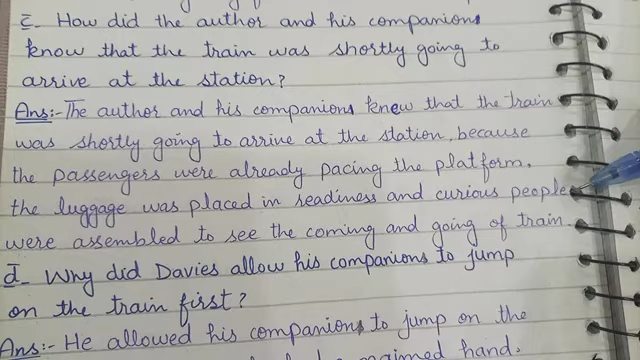 c. How did the author and his companions
know that the train was shortly going to
arrive at the station?
Ans:- The author and his companions knew that the train
was shortly going to arrive at the station, because
the passengers were already pacing the platform.
the luggage was placed in readiness and curious people
were assembled to see the coming and going of train.
d. Why did Davies allow his companions to jump
on the train first?
Ans:- He allowed his companions to jump on the
maimed hand.